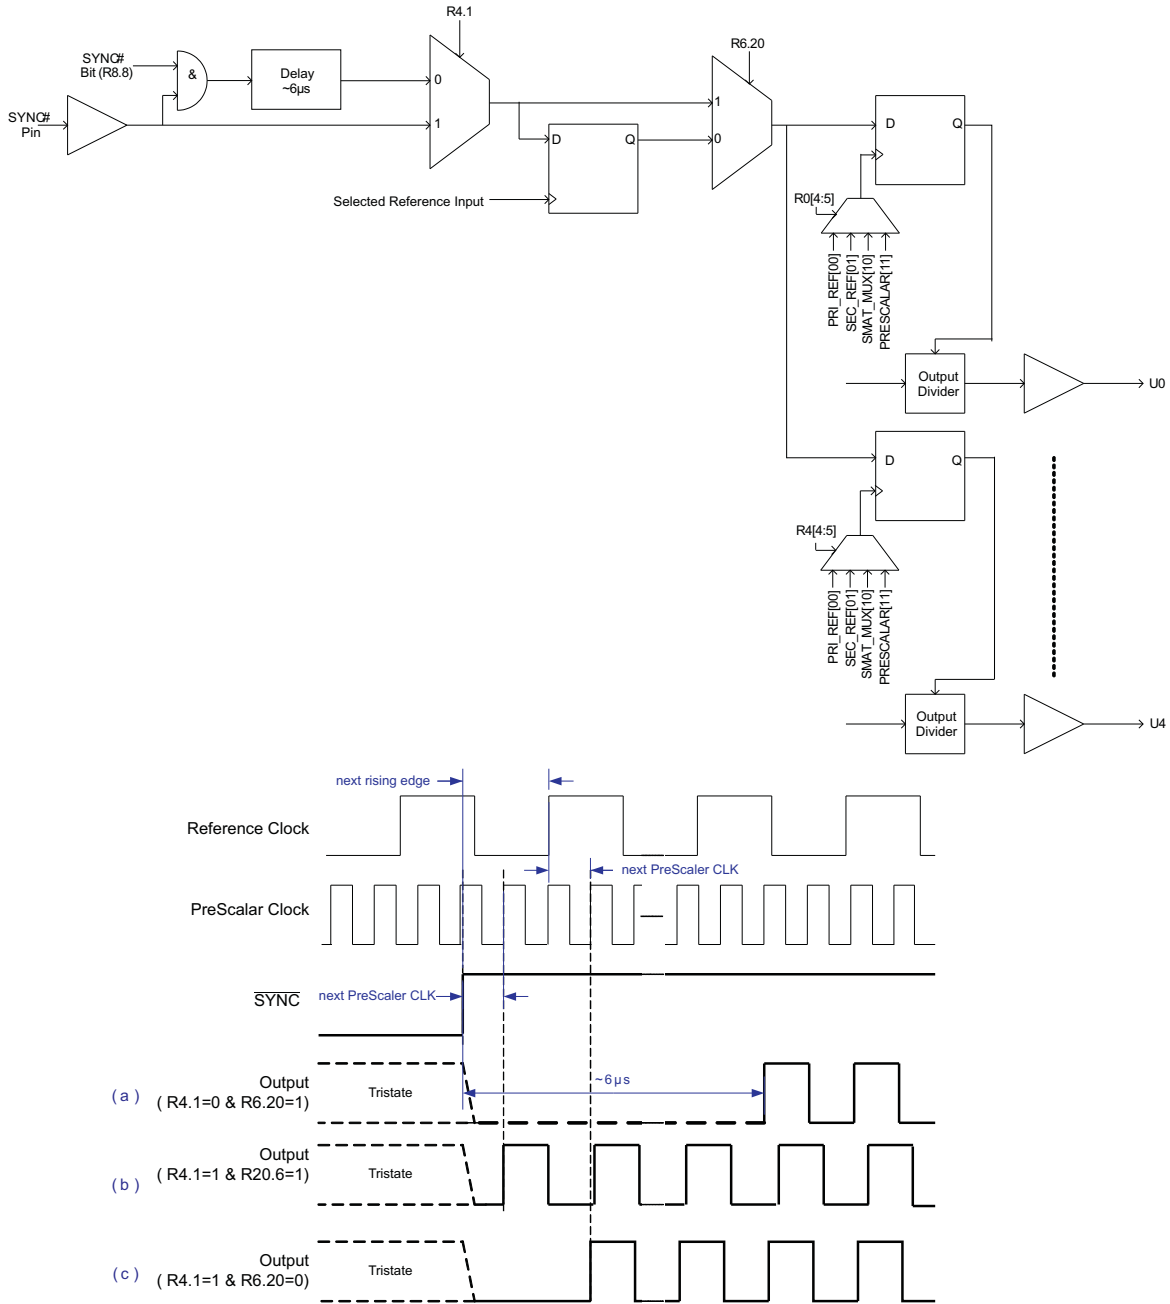 R4.1
R6.20
SYNC#
Bit (R8.8)
&
Delay
~6µs
0
1
SYNC#
Pin
1
0
D
Q
Selected Reference Input
D
Q
R0[4:5]
PRI_REF[00]
SEC_REF[01]
SMAT_MUX[10]
PRESCALAR[11]
Output
Divider
U0
D
Q
R4[4:5]
PRI_REF[00]
SEC_REF[01]
SMAT_MUX[10]
PRESCALAR[11]
Output
Divider
U4
next rising edge
Reference Clock
next PreScaler CLK
PreScalar Clock
SYNC
next PreScaler CLK
(a)
Output
( R4.1=0 & R6.20=1)
Tristate
~6µs
(b)
Output
( R4.1=1 & R20.6=1)
Tristate
(c)
Output
( R4.1=1 & R6.20=0)
Tristate